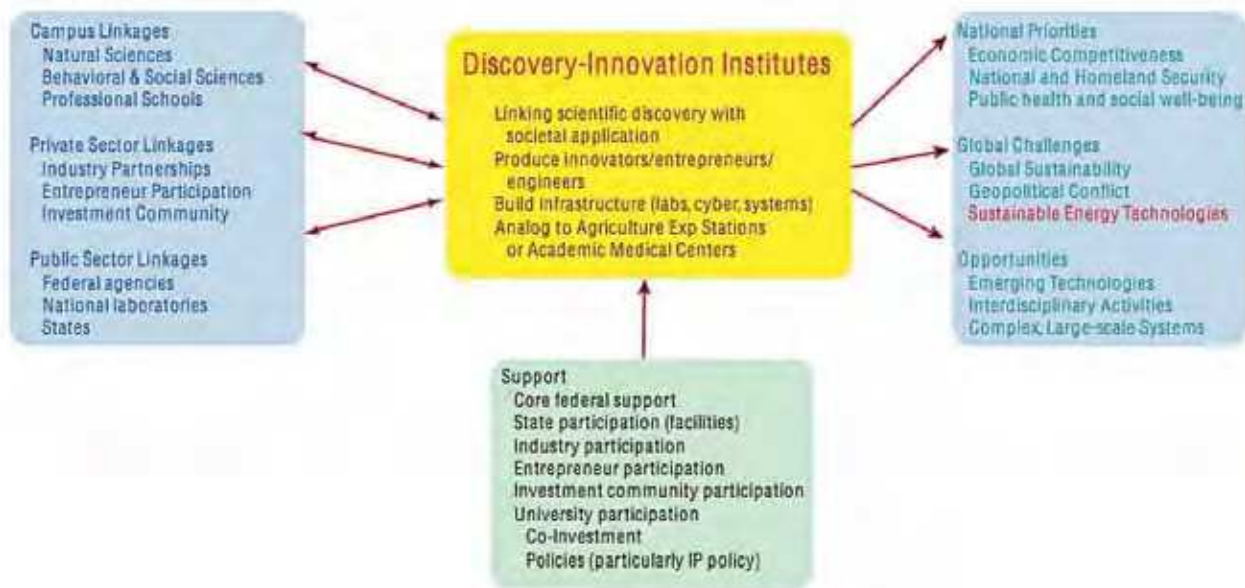 Campus Linkages
Natural Sciences
Behavioral & Social Sciences
Professional Schools
Private Sector Linkages
Industry Partnerships
Entrepreneur Participation
Investment Community
Public Sector Linkages
Federal agencies
National laboratories
States
Discovery-Innovation Institutes
Linking scientific discovery with
societal application
Produce innovators/entrepreneurs/
engineers
Build infrastructure (labs, cyber, systems)
Analog to Agriculture Exp Stations
or Academic Medical Centers
National Priorities
Economic Competitiveness
National and Homeland Security
Public health and social well-being
Global Challenges
Global Sustainability
Geopolitical Conflict
Sustainable Energy Technologies
Opportunities
Emerging Technologies
Interdisciplinary Activities
Complex, Large-scale Systems
Support
Core federal support
State participation (facilities)
Industry participation
Entrepreneur participation
Investment community participation
University participation
Co-Investment
Policies (particularly IP policy)